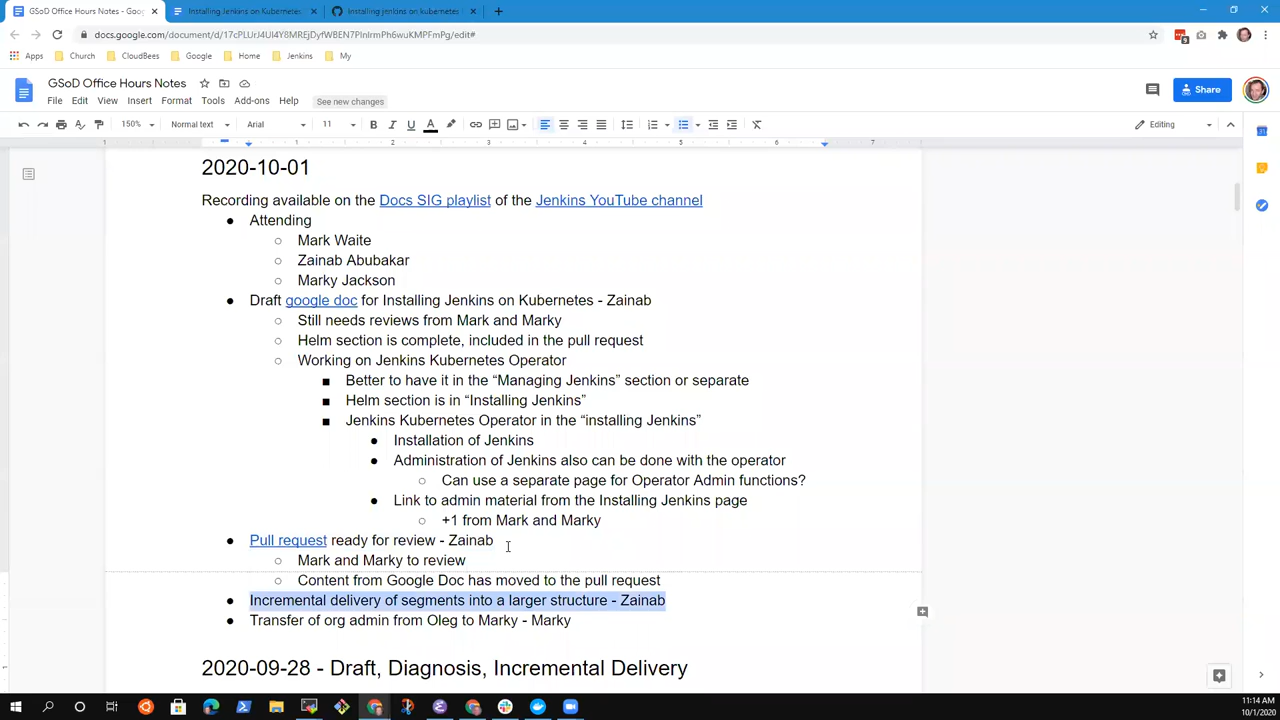 GSoD Office Hours Notes - Goo
Installing Jenkins on Kubernetes
Installing jenkins on kubernetes
docs.google.com/document/d/
Apps
Church
CloudBees
Google
Home
Jenkins
My
GSoD Office Hours Notes
File Edit View Insert Format Tools Add-ons Help See new changes
Share
150% Normal text Arial 11
Editing
1 1 2 3 4 5 6 7
2020-10-01
Recording available on the Docs SIG playlist of the Jenkins YouTube channel
● Attending
○ Mark Waite
○ Zainab Abubakar
○ Marky Jackson
● Draft google doc for Installing Jenkins on Kubernetes - Zainab
○ Still needs reviews from Mark and Marky
○ Helm section is complete, included in the pull request
○ Working on Jenkins Kubernetes Operator
■ Better to have it in the “Managing Jenkins” section or separate
■ Helm section is in “Installing Jenkins”
■ Jenkins Kubernetes Operator in the “installing Jenkins”
● Installation of Jenkins
● Administration of Jenkins also can be done with the operator
○ Can use a separate page for Operator Admin functions?
● Link to admin material from the Installing Jenkins page
○ +1 from Mark and Marky
● Pull request ready for review - Zainab
○ Mark and Marky to review
○ Content from Google Doc has moved to the pull request
● Incremental delivery of segments into a larger structure - Zainab
● Transfer of org admin from Oleg to Marky - Marky
2020-09-28 - Draft, Diagnosis, Incremental Delivery
11:14 AM
10/1/2020